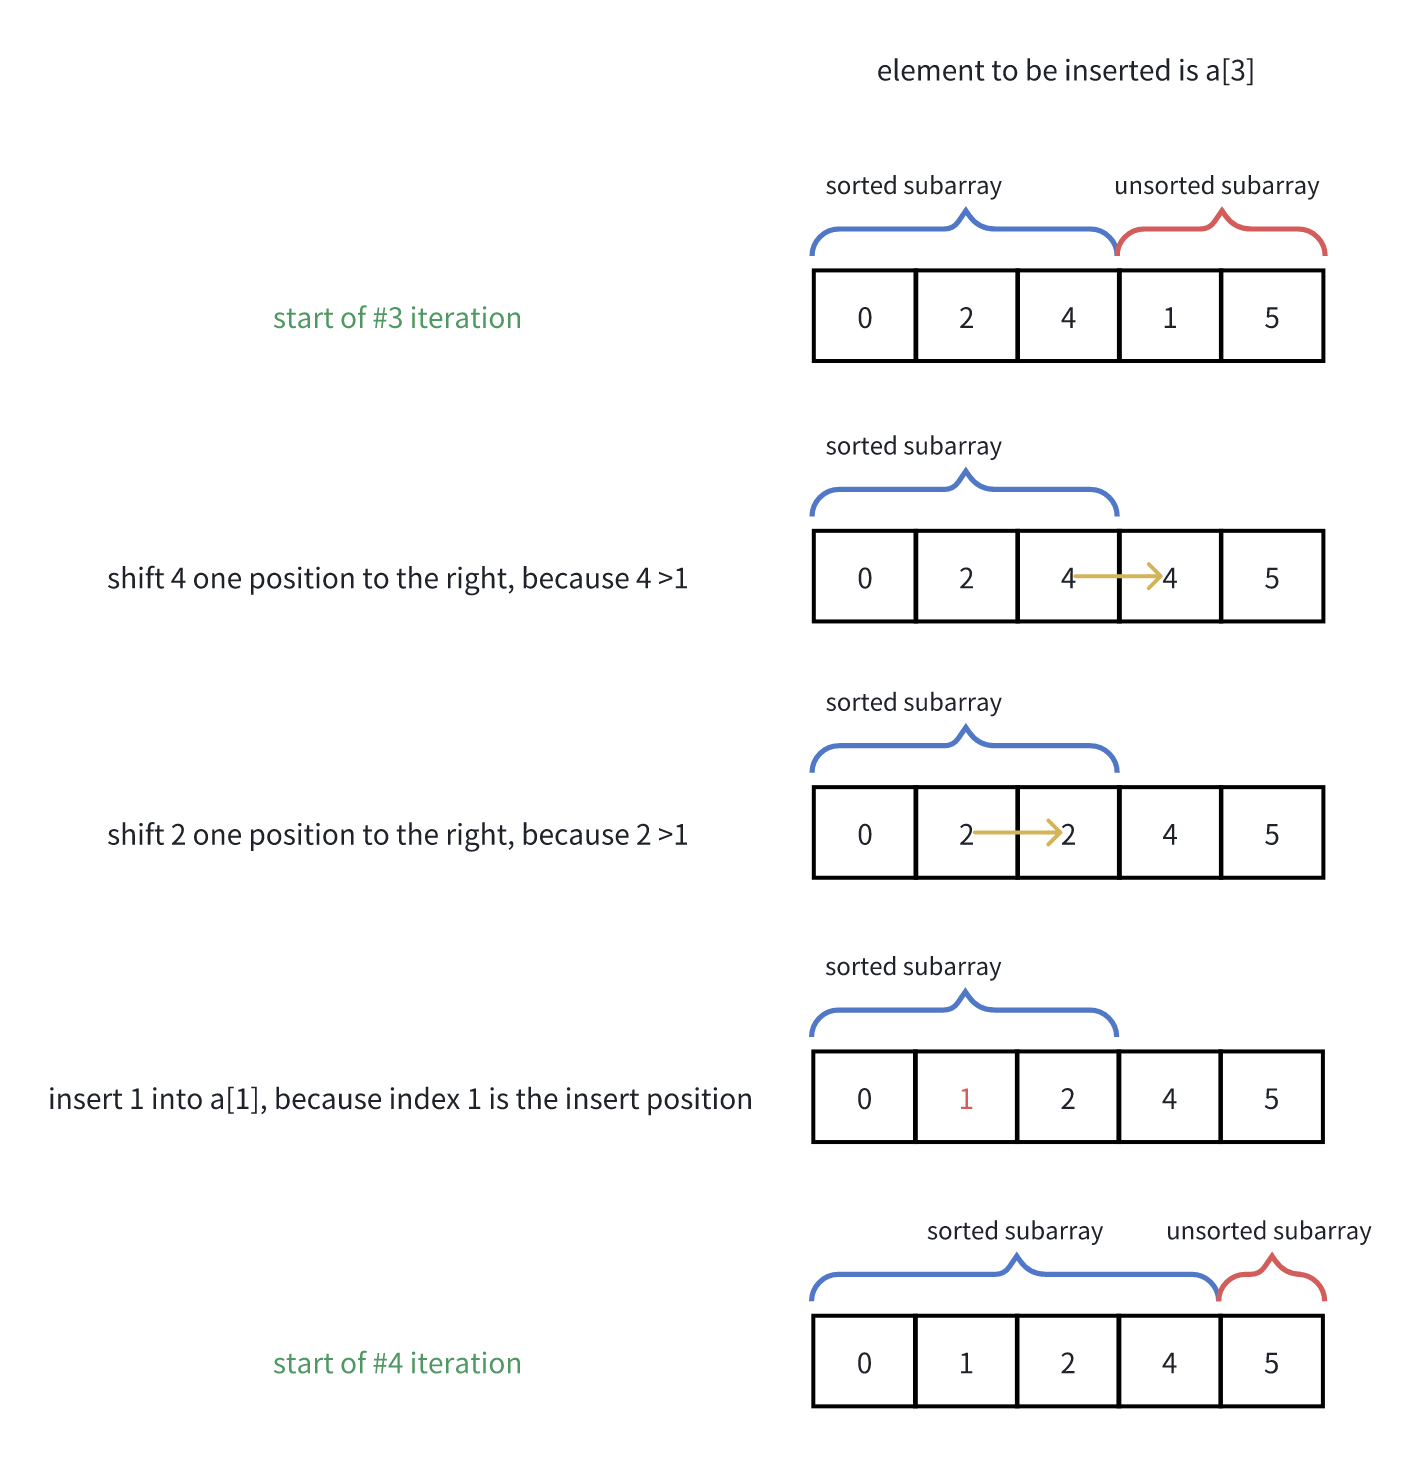 element to be inserted is a[3]
sorted subarray
unsorted subarray
start of #3 iteration
0 2 4 1 5
sorted subarray
shift 4 one position to the right, because 4 >1
0 2 4 4 5
sorted subarray
shift 2 one position to the right, because 2 >1
0 2 2 4 5
sorted subarray
insert 1 into a[1], because index 1 is the insert position
0 1 2 4 5
sorted subarray
unsorted subarray
start of #4 iteration
0 1 2 4 5